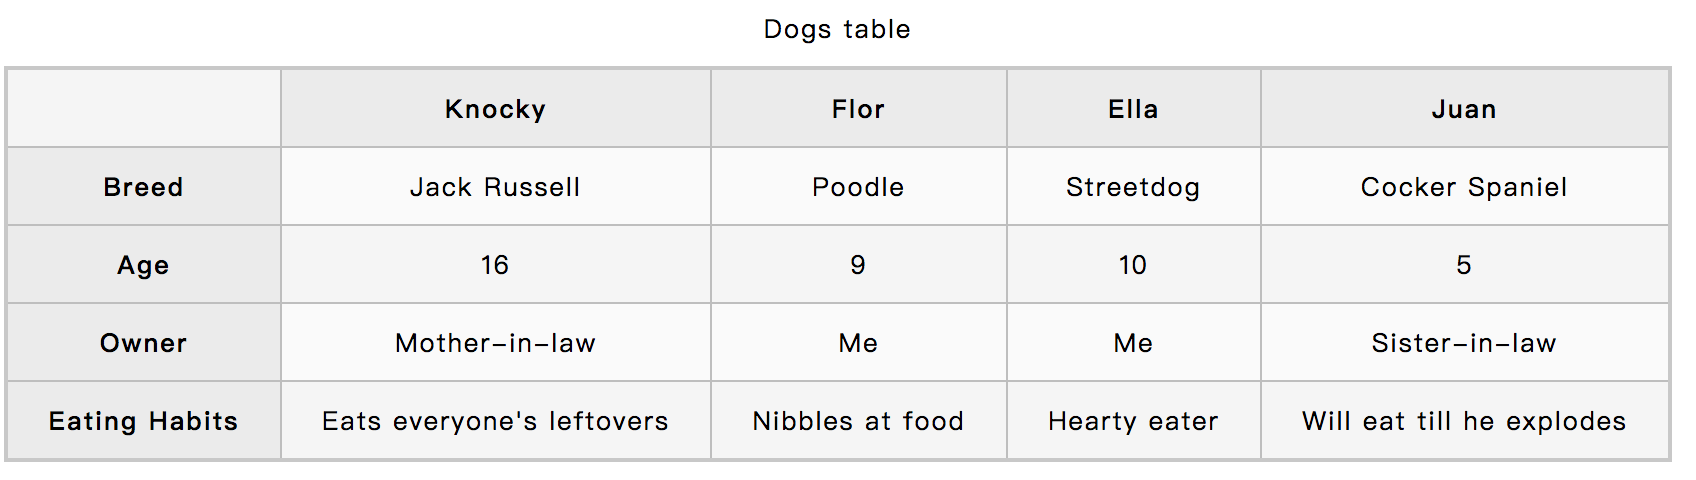 Dogs table
Knocky Flor Ella Juan
Breed Jack Russell Poodle Streetdog Cocker Spaniel
Age 16 9 10 5
Owner Mother-in-law Me Me Sister-in-law
Eating Habits Eats everyone's leftovers Nibbles at food Hearty eater Will eat till he explodes